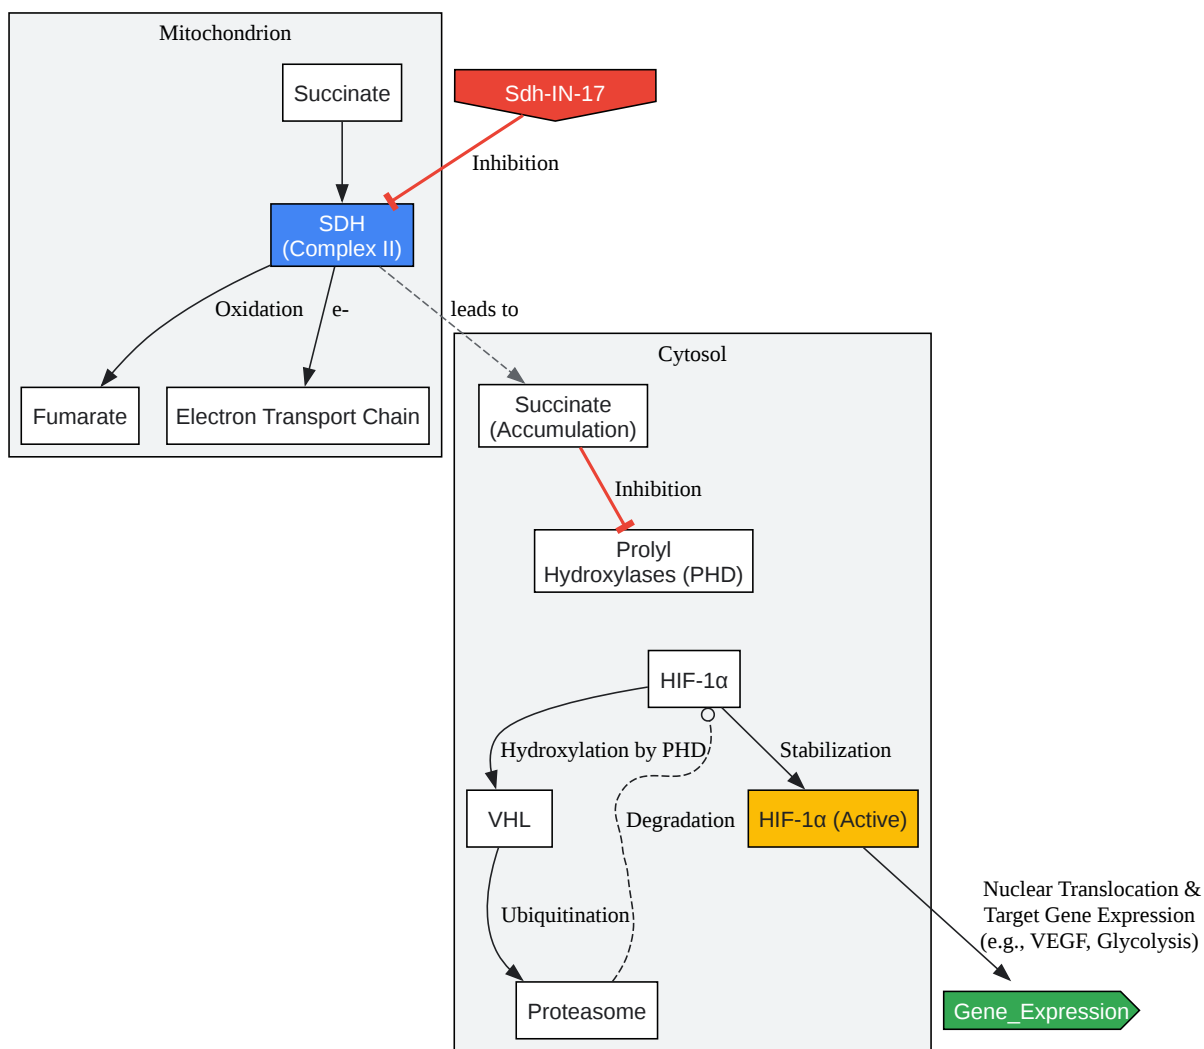 Mitochondrion
Succinate
Sdh-IN-17
Inhibition
SDH
(Complex II)
Oxidation
e-
leads to
Cytosol
Fumarate
Electron Transport Chain
Succinate
(Accumulation)
Inhibition
Prolyl
Hydroxylases (PHD)
HIF-1α
Hydroxylation by PHD
Stabilization
VHL
Degradation
HIF-1α (Active)
Nuclear Translocation &
Target Gene Expression
(e.g., VEGF, Glycolysis)
Ubiquitination
Proteasome
Gene_Expression